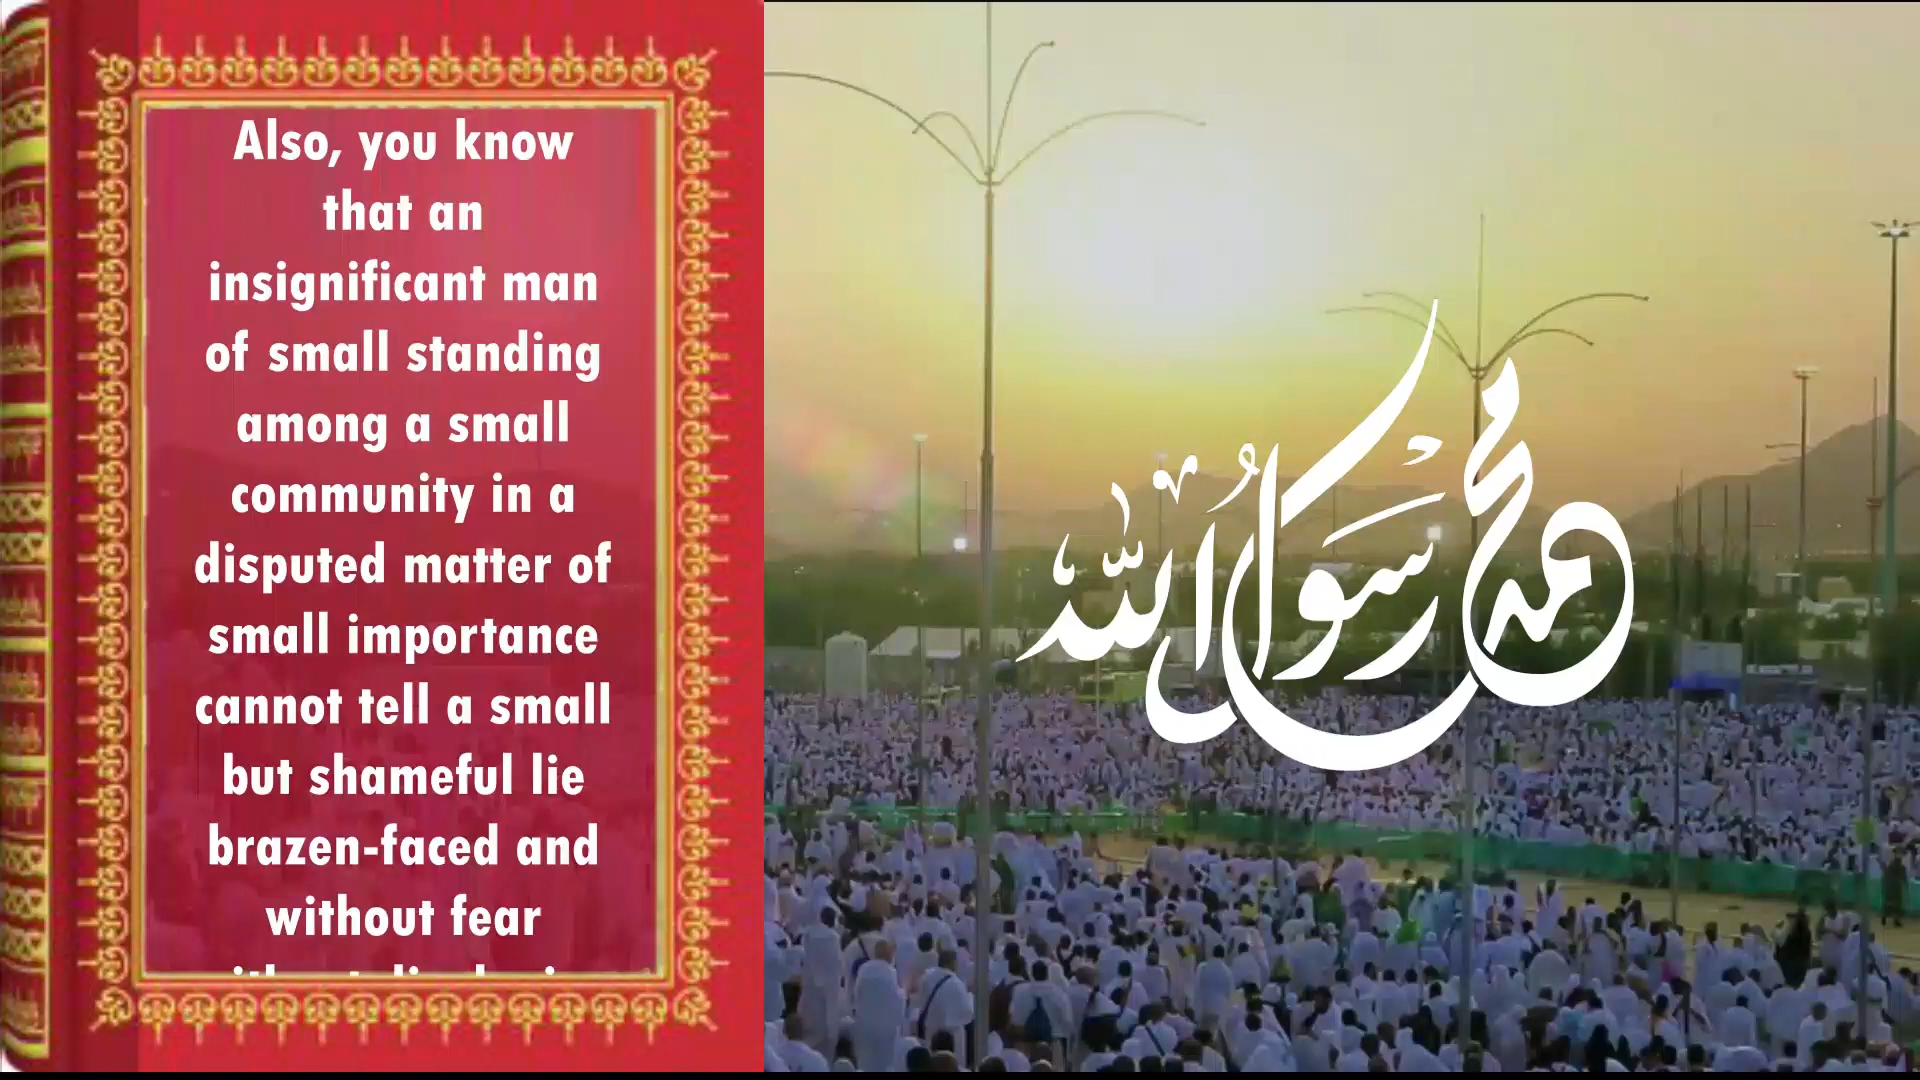 Also, you know
that an
insignificant man
of small standing
among a small
community in a
disputed matter of
small importance
cannot tell a small
but shameful lie
brazen-faced and
without fear
محمد رسول الله